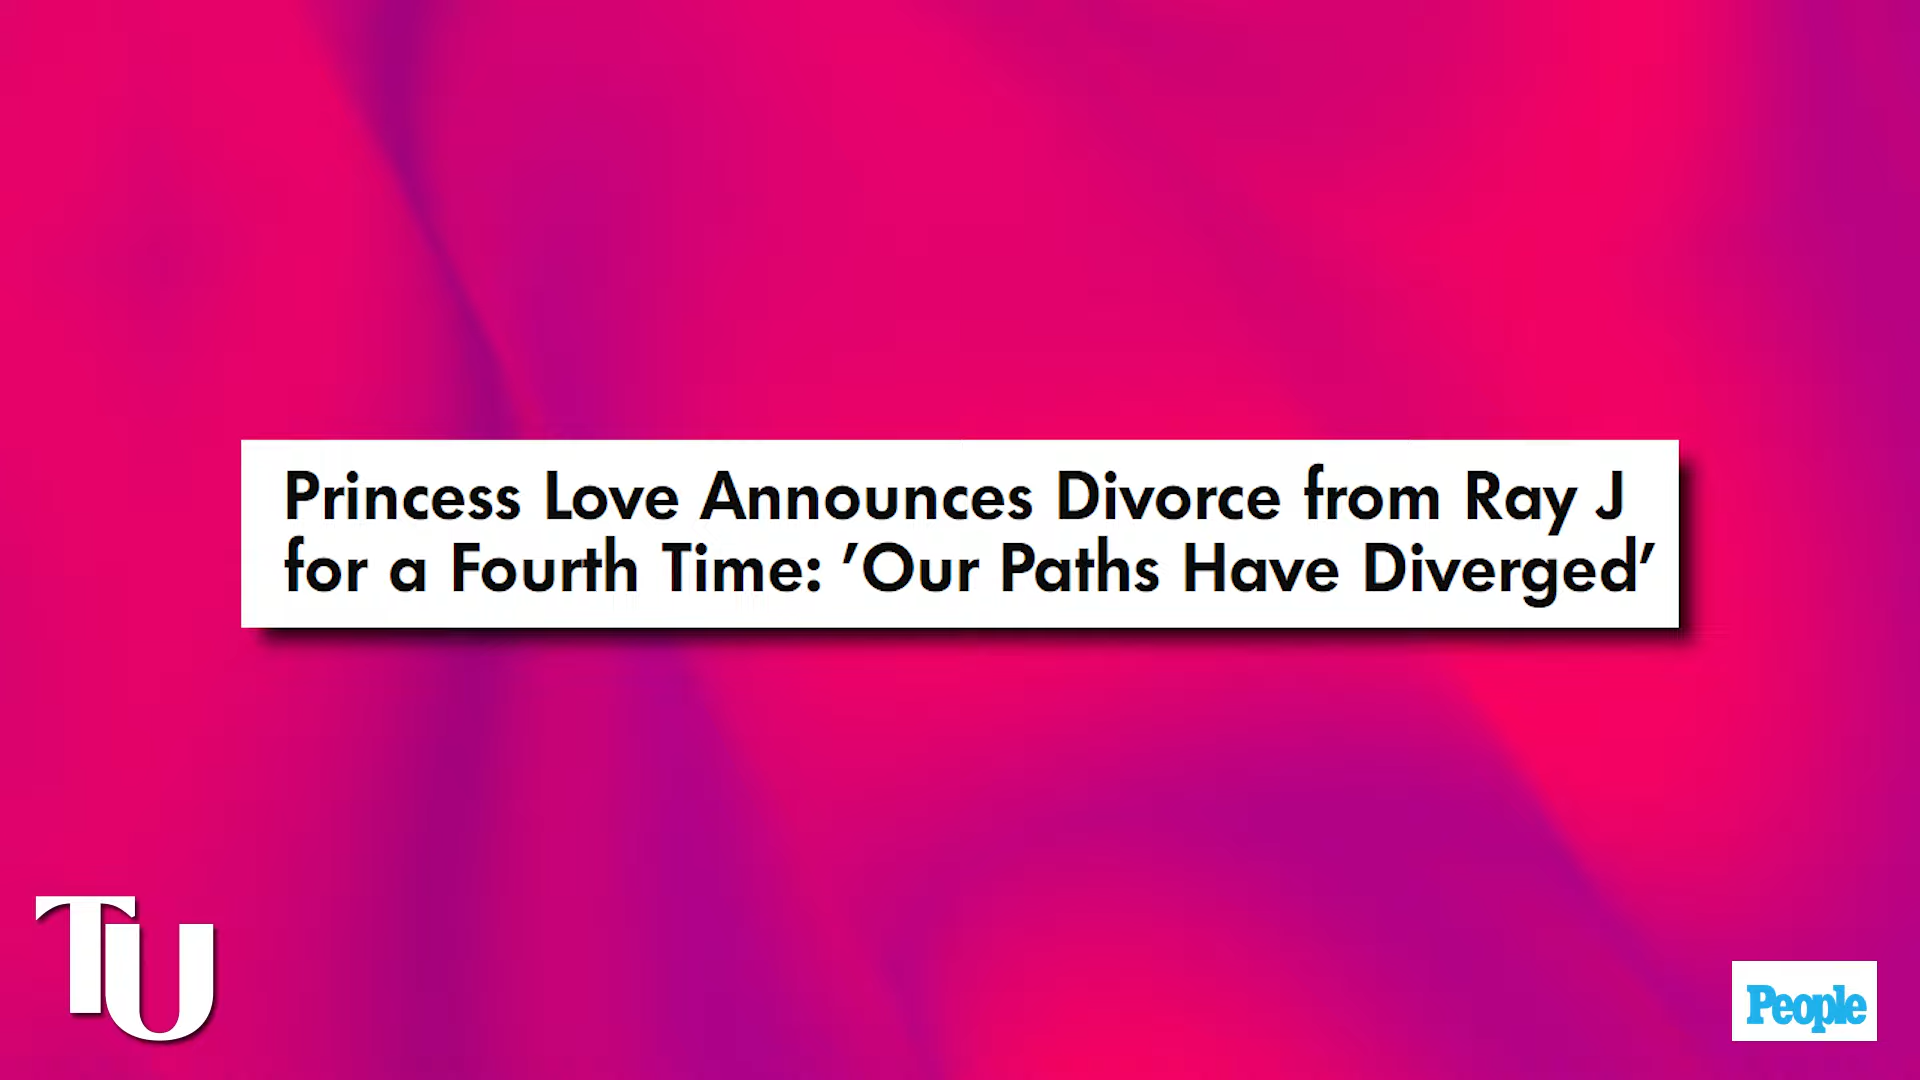 Princess Love Announces Divorce from Ray J
for a Fourth Time: 'Our Paths Have Diverged'
TU
People